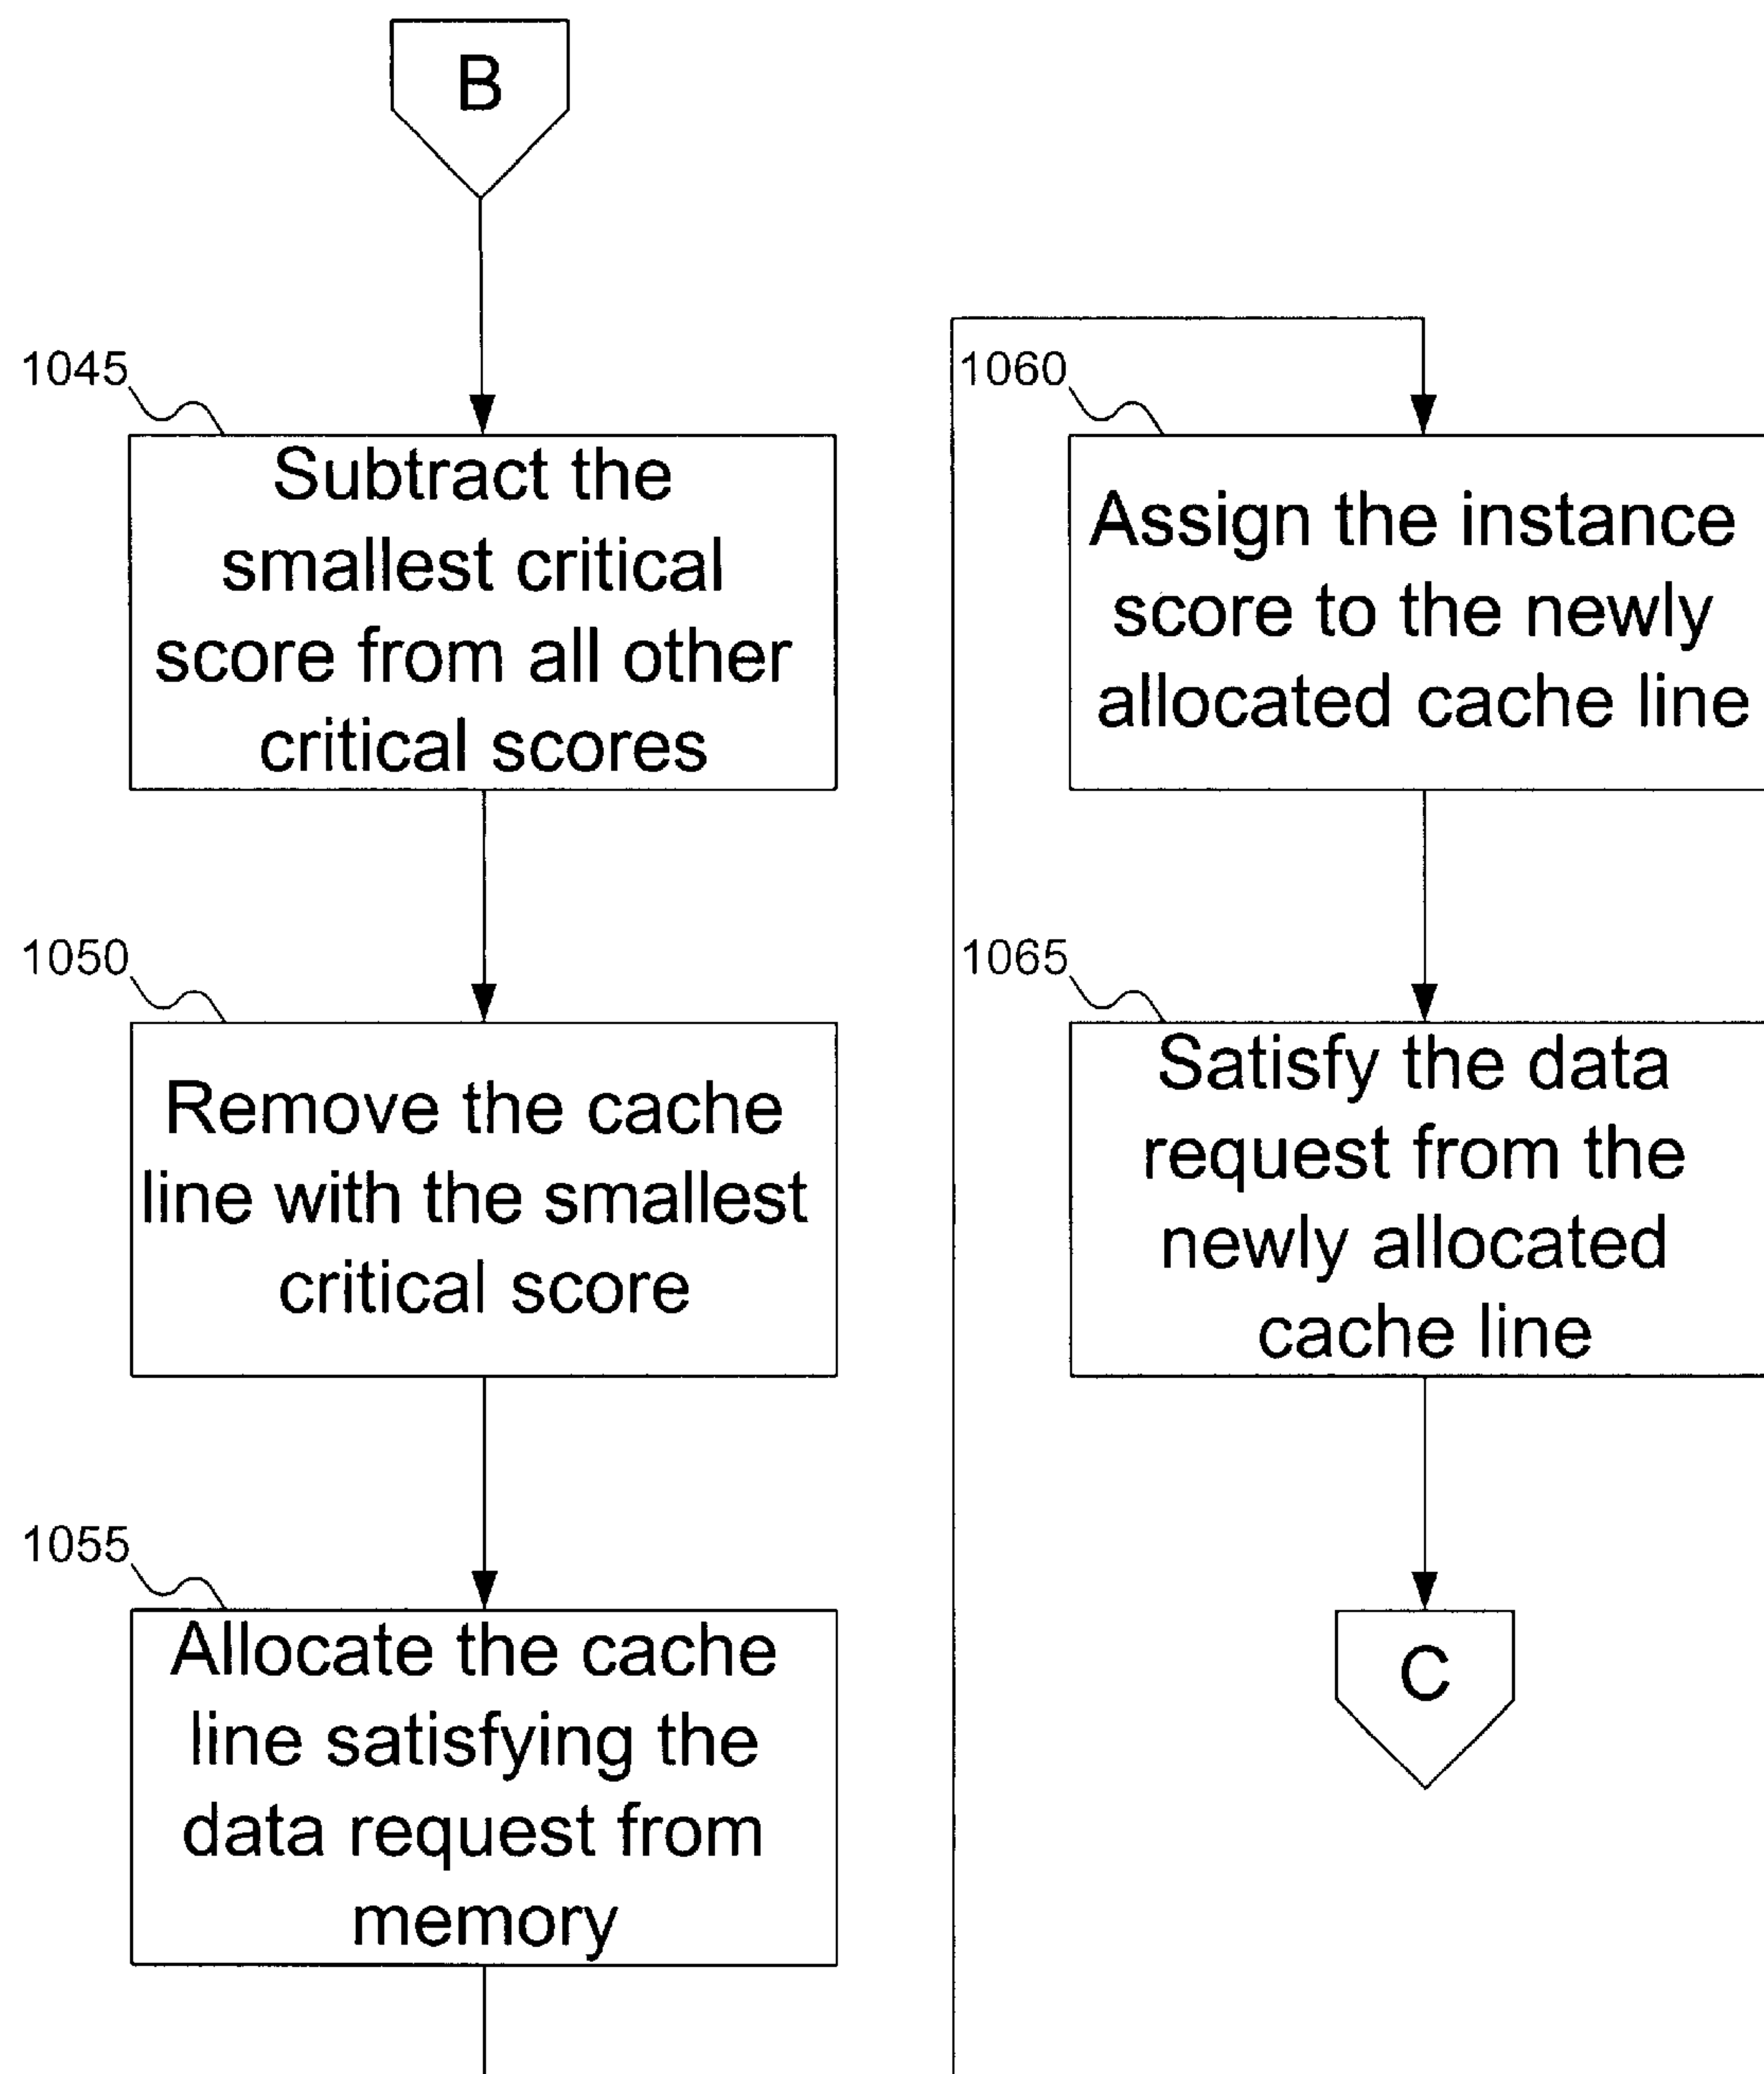 B
1045
Subtract the
smallest critical
score from all other
critical scores
1050
Remove the cache
line with the smallest
critical score
1055
Allocate the cache
line satisfying the
data request from
memory
1060
Assign the instance
score to the newly
allocated cache line
1065
Satisfy the data
request from the
newly allocated
cache line
C